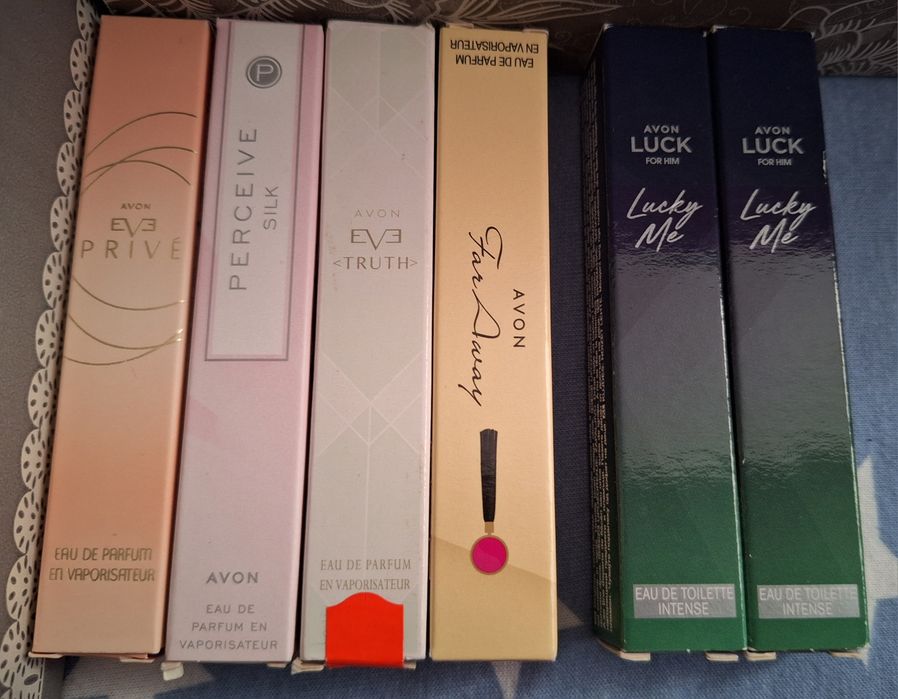 AVON
EVE
PRIVÉ
EAU DE PARFUM
EN VAPORISATEUR
P
PERCEIVE
SILK
AVON
EAU DE
PARFUM EN
VAPORISATEUR
AVON
EVE
<TRUTH>
EAU DE PARFUM
EN VAPORISATEUR
EAU DE PARFUM
EN VAPORISATEUR
AVON
Far Away
AVON
LUCK
FOR HIM
Lucky
Me
EAU DE TOILETTE
INTENSE
AVON
LUCK
FOR HIM
Lucky
Me
EAU DE TOILETTE
INTENSE